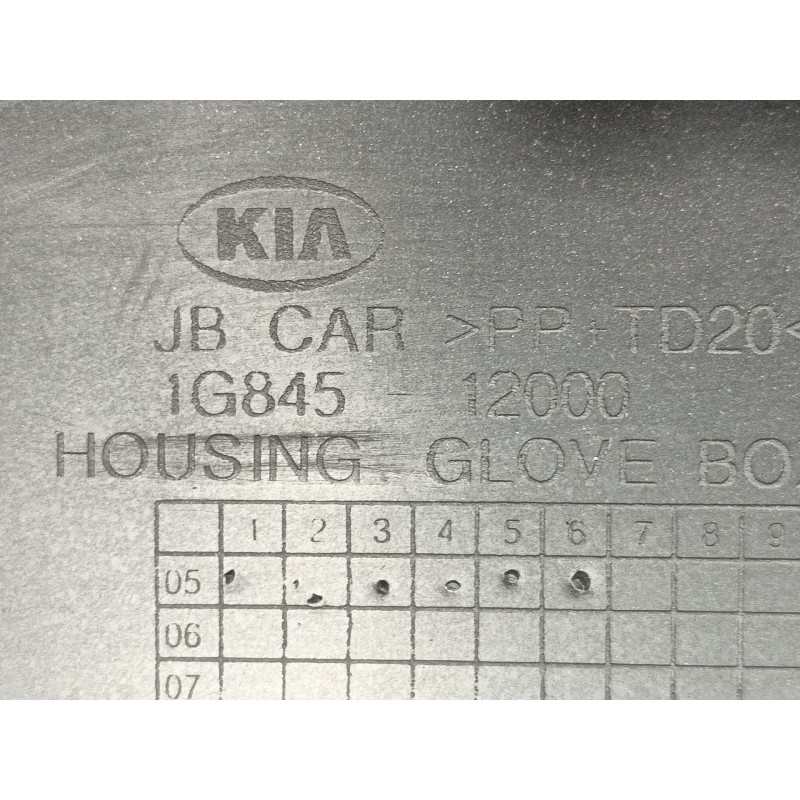 KIA
JB CAR >PP+TD20<
1G845 - 12000
HOUSING GLOVE
1 2 3 4 5 6 7 8 9
05
06
07